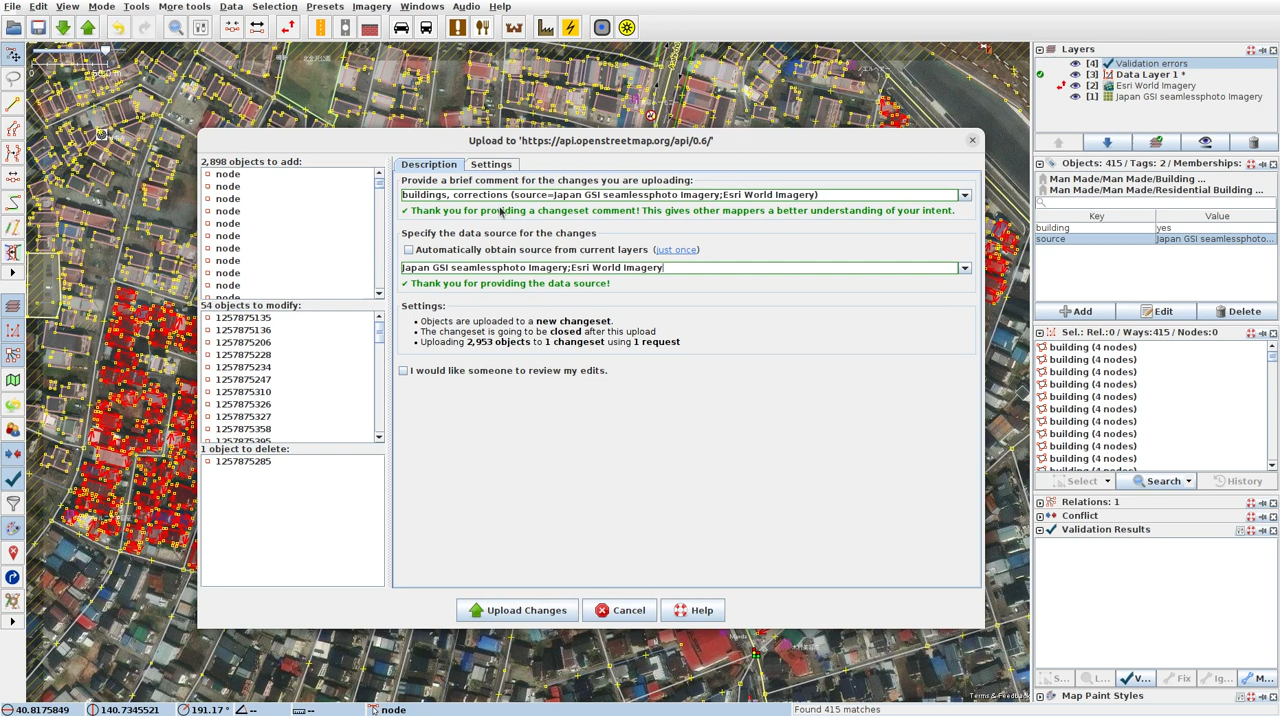 File Edit View Mode Tools More tools Data Selection Presets Imagery Windows Audio Help
0
Upload to 'https://api.openstreetmap.org/api/0.6/'
2,898 objects to add:
node
node
node
node
node
node
node
node
node
node
node
54 objects to modify:
1257875135
1257875136
1257875206
1257875228
1257875234
1257875247
1257875310
1257875326
1257875327
1257875358
1257875395
1 object to delete:
1257875285
Description Settings
Provide a brief comment for the changes you are uploading:
buildings, corrections (source=Japan GSI seamlessphoto Imagery;Esri World Imagery)
✓ Thank you for providing a changeset comment! This gives other mappers a better understanding of your intent.
Specify the data source for the changes
Automatically obtain source from current layers (just once)
Japan GSI seamlessphoto Imagery;Esri World Imagery
✓ Thank you for providing the data source!
Settings:
• Objects are uploaded to a new changeset.
• The changeset is going to be closed after this upload
• Uploading 2,953 objects to 1 changeset using 1 request
I would like someone to review my edits.
Upload Changes Cancel Help
Layers
[4] Validation errors
[3] Data Layer 1 *
[2] Esri World Imagery
[1] Japan GSI seamlessphoto Imagery
Objects: 415 / Tags: 2 / Memberships:
Man Made/Man Made/Building ...
Man Made/Man Made/Residential Building ...
Key Value
building yes
source Japan GSI seamlessphoto...
Add Edit Delete
Sel.: Rel.:0 / Ways:415 / Nodes:0
building (4 nodes)
building (4 nodes)
building (4 nodes)
building (4 nodes)
building (4 nodes)
building (4 nodes)
building (4 nodes)
building (4 nodes)
building (4 nodes)
building (4 nodes)
building (4 nodes)
Select Search History
Relations: 1
Conflict
Validation Results
S... L... V... Fix Ig... M...
Map Paint Styles
Terms & Feedback
40.8175849 140.7345521 191.17 ° -- -- node Found 415 matches